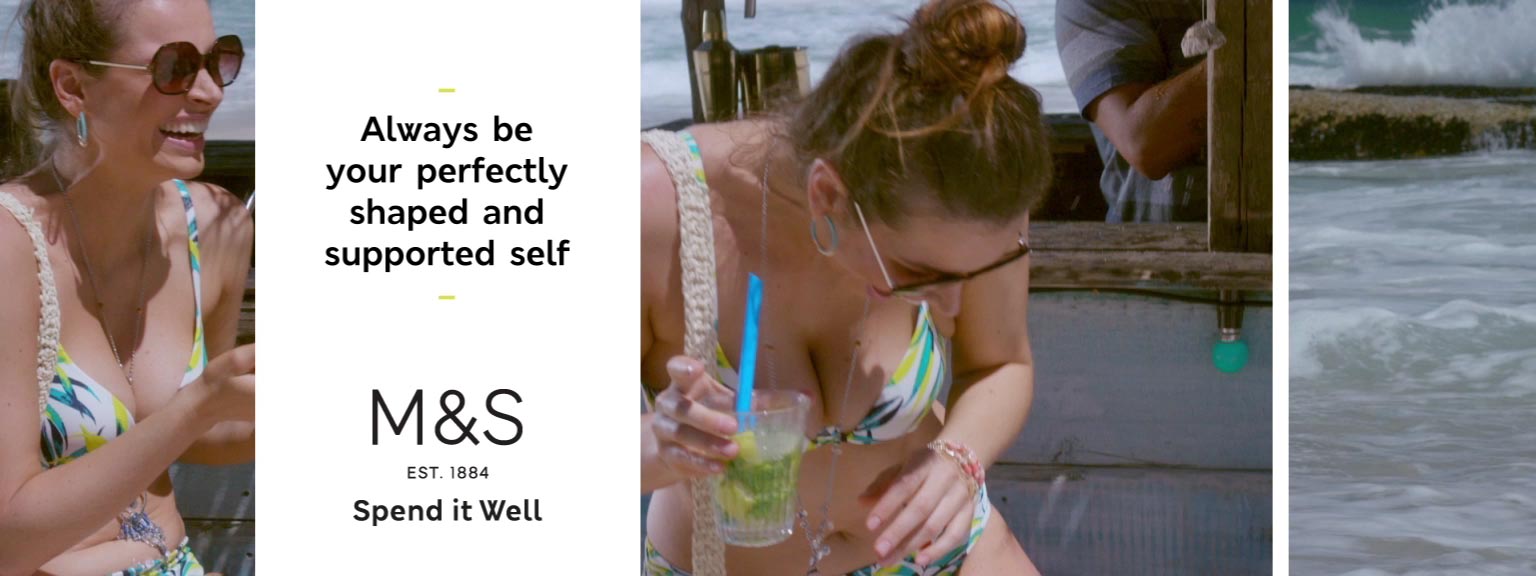 Always be
your perfectly
shaped and
supported self
M&S
EST. 1884
Spend it Well